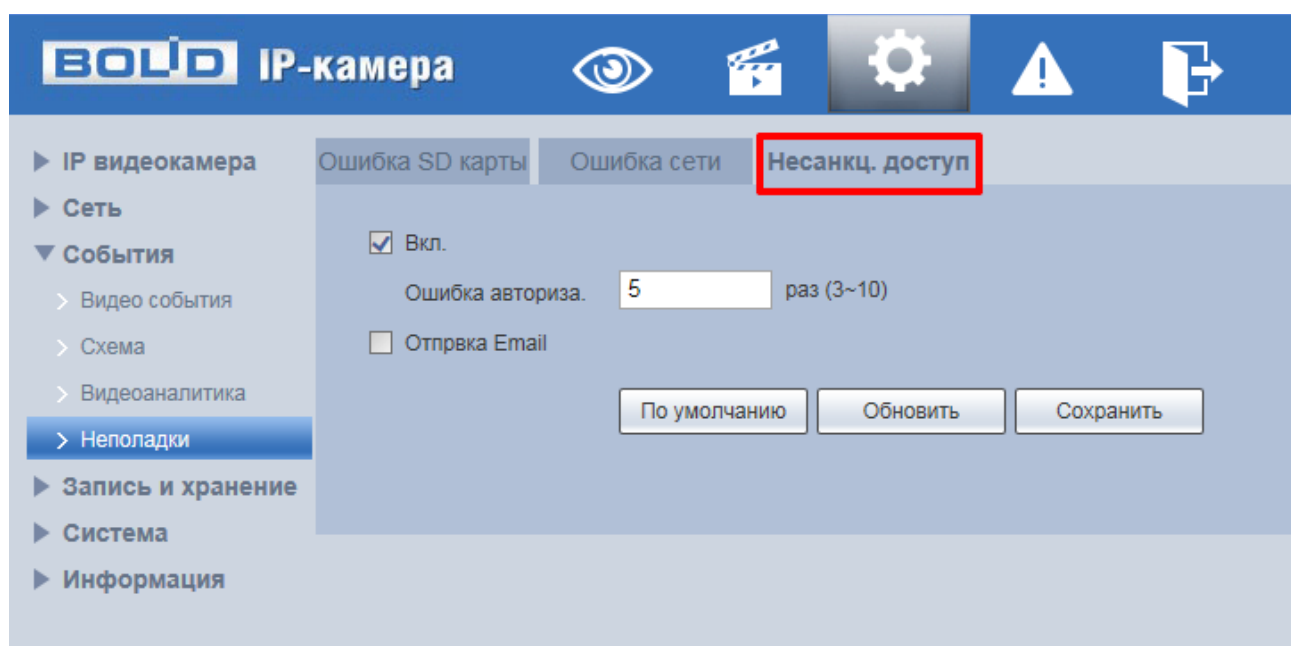 BOLID IP-камера
IP видеокамера
Сеть
События
Видео события
Схема
Видеоаналитика
Неполадки
Запись и хранение
Система
Информация
Ошибка SD карты Ошибка сети Несанкц. доступ
Вкл.
Ошибка авториза. 5 раз (3~10)
Отпрвка Email
По умолчанию Обновить Сохранить